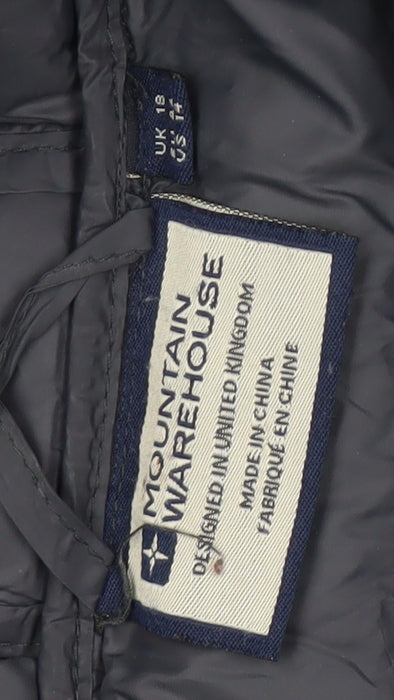 UK 18
US 14
MOUNTAIN
WAREHOUSE
DESIGNED IN UNITED KINGDOM
MADE IN CHINA
FABRIQUÉ EN CHINE